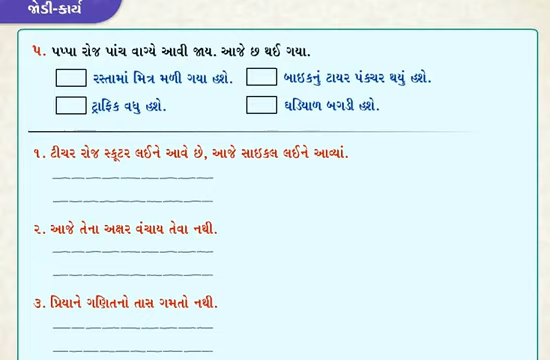 જોડી-કાર્ય
૫. પપ્પા રોજ પાંચ વાગ્યે આવી જાય. આજે છ થઈ ગયા.
રસ્તામાં મિત્ર મળી ગયા હશે. બાઇકનું ટાયર પંક્ચર થયું હશે.
ટ્રાફિક વધુ હશે. ઘડિયાળ બગડી હશે.
૧. ટીચર રોજ સ્કૂટર લઈને આવે છે, આજે સાઇકલ લઈને આવ્યાં.
૨. આજે તેના અક્ષર વંચાય તેવા નથી.
૩. પ્રિયાને ગણિતનો તાસ ગમતો નથી.